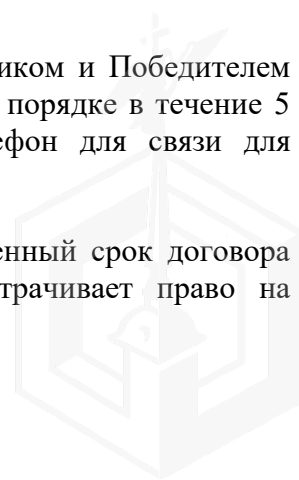 иком и Победителем
порядке в течение 5
ефон для связи для
енный срок договора
трачивает право на